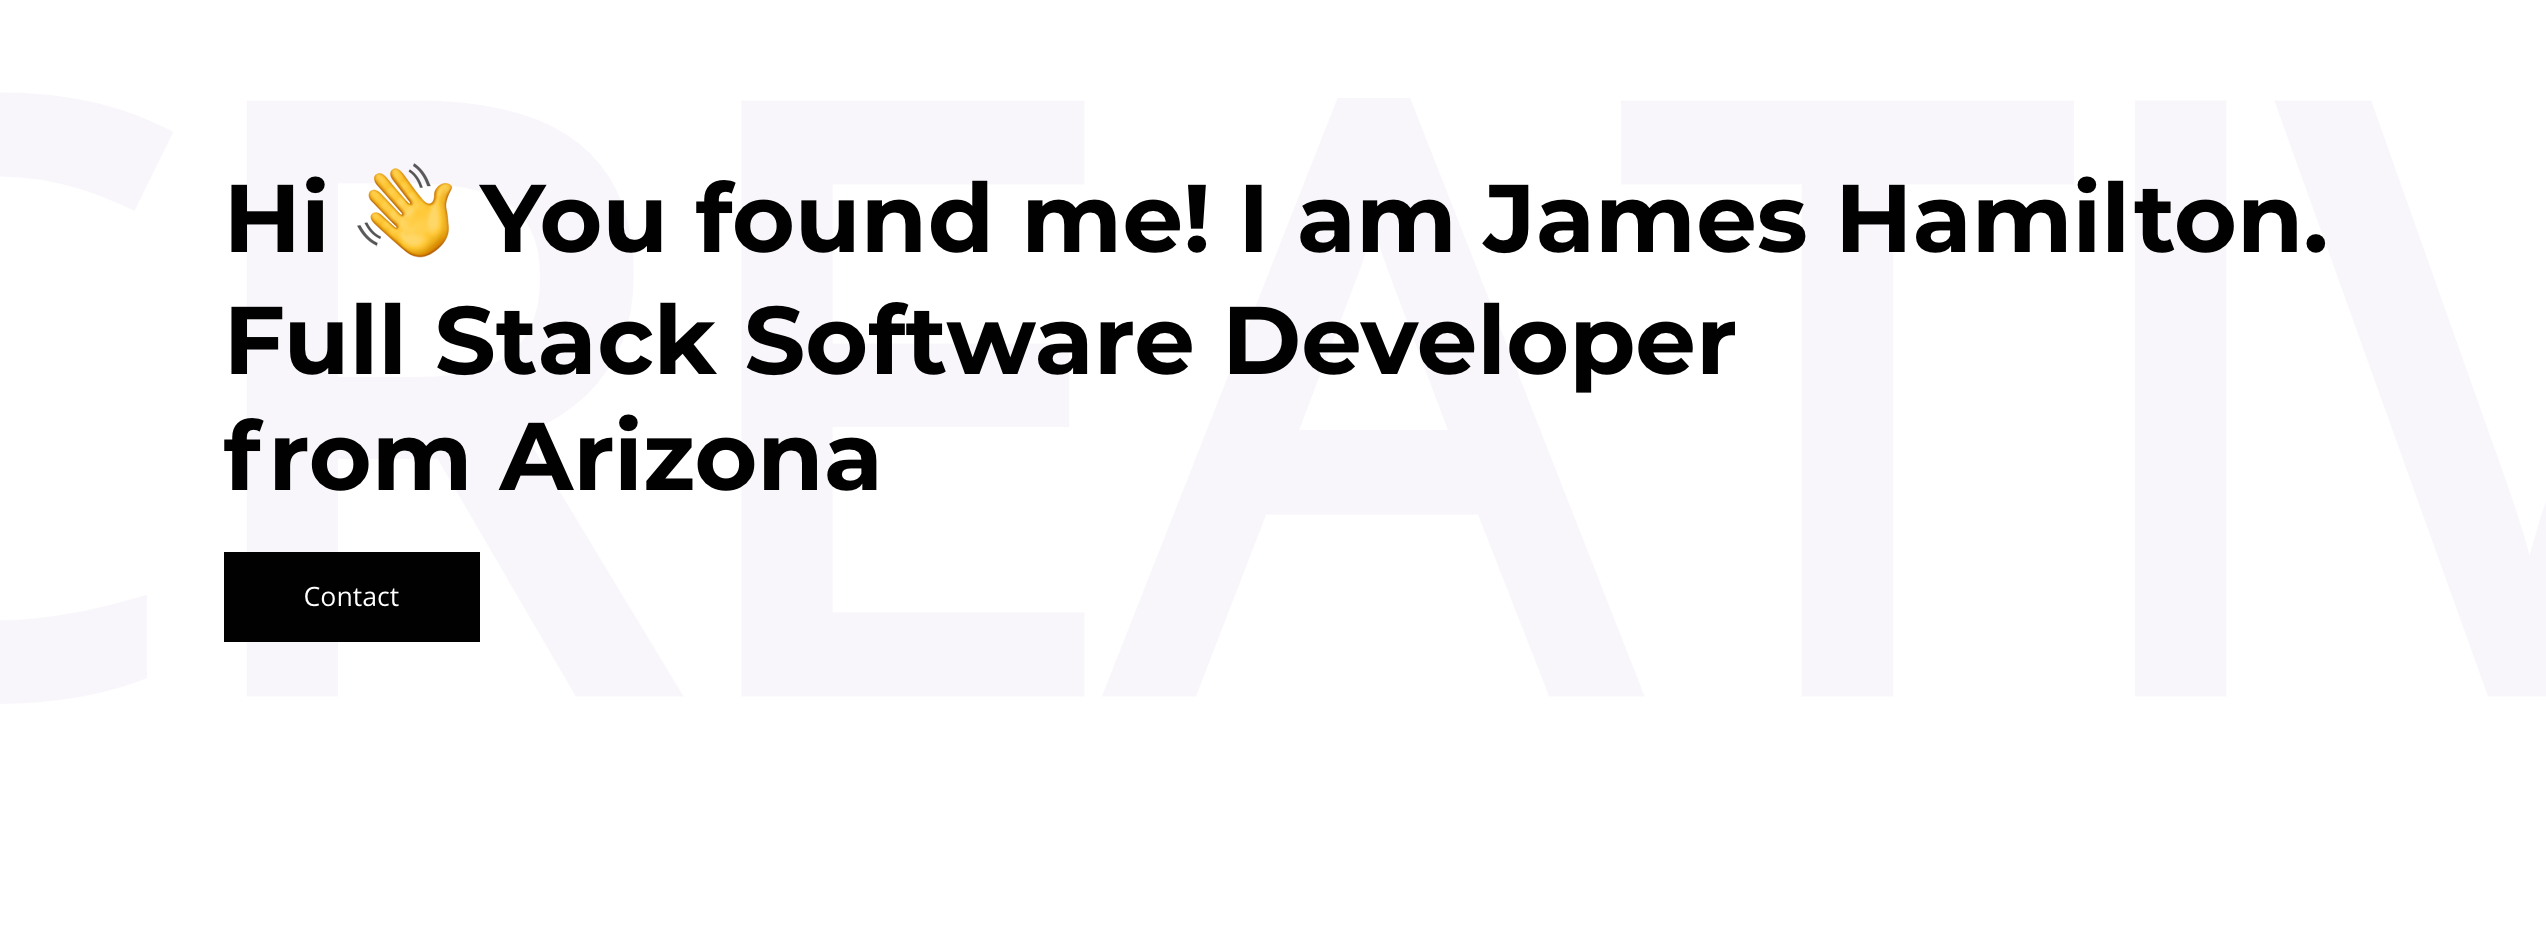 CREATIV
Hi 👋 You found me! I am James Hamilton.
Full Stack Software Developer
from Arizona
Contact